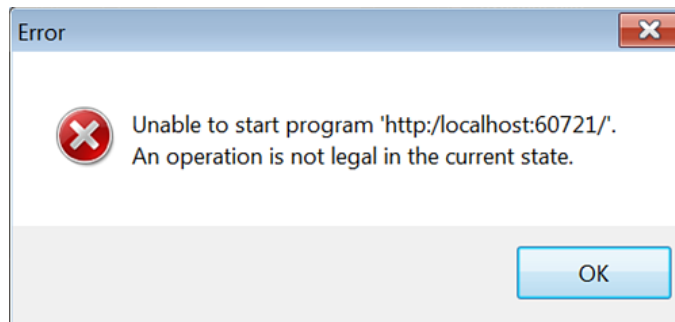 Error
Unable to start program 'http:/localhost:60721/'.
An operation is not legal in the current state.
OK